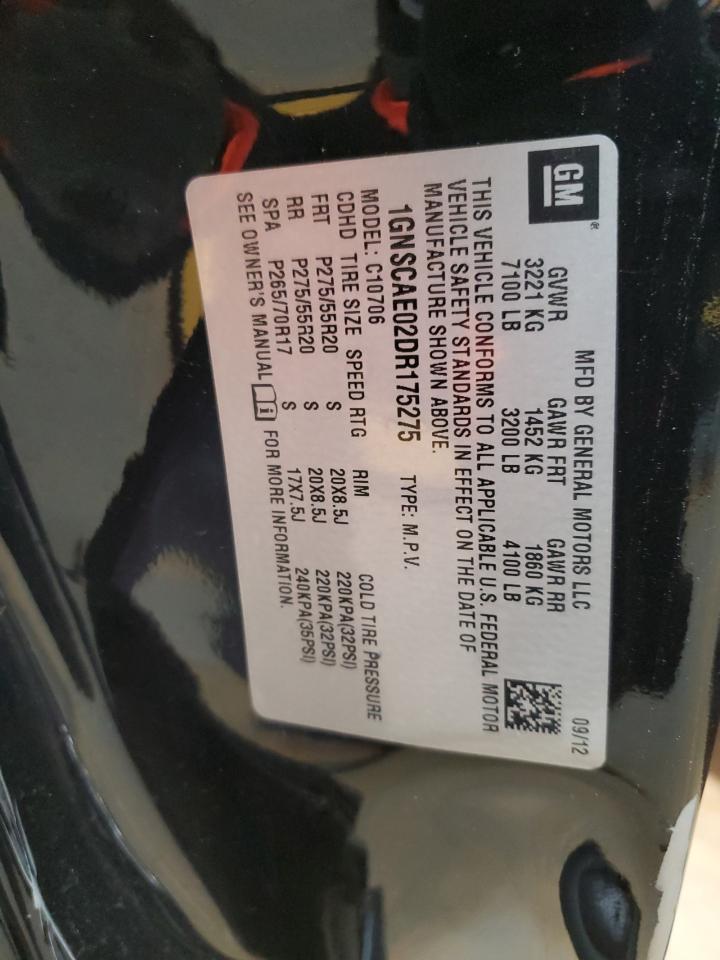 GM ®
MFD BY GENERAL MOTORS LLC 09/12
GVWR GAWR FRT GAWR RR
3221 KG 1452 KG 1860 KG
7100 LB 3200 LB 4100 LB
THIS VEHICLE CONFORMS TO ALL APPLICABLE U.S. FEDERAL MOTOR
VEHICLE SAFETY STANDARDS IN EFFECT ON THE DATE OF
MANUFACTURE SHOWN ABOVE.
1GNSCAE02DR175275 TYPE: M.P.V.
MODEL: C10706
CDHD TIRE SIZE SPEED RTG RIM COLD TIRE PRESSURE
FRT P275/55R20 S 20X8.5J 220KPA(32PSI)
RR P275/55R20 S 20X8.5J 220KPA(32PSI)
SPA P265/70R17 S 17X7.5J 240KPA(35PSI)
SEE OWNER'S MANUAL FOR MORE INFORMATION.